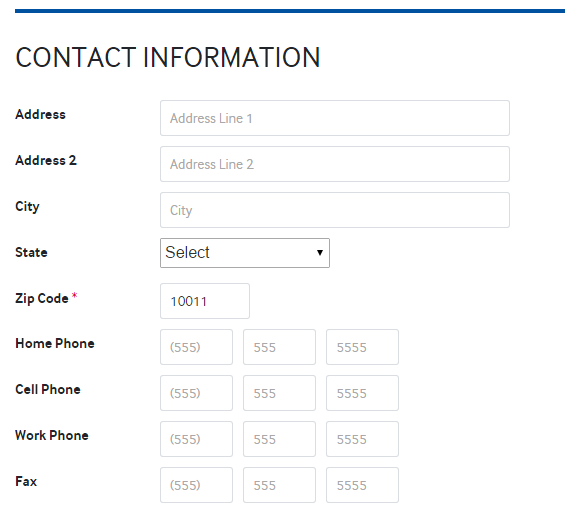 CONTACT INFORMATION
Address Address Line 1
Address 2 Address Line 2
City City
State Select
Zip Code * 10011
Home Phone (555) 555 5555
Cell Phone (555) 555 5555
Work Phone (555) 555 5555
Fax (555) 555 5555